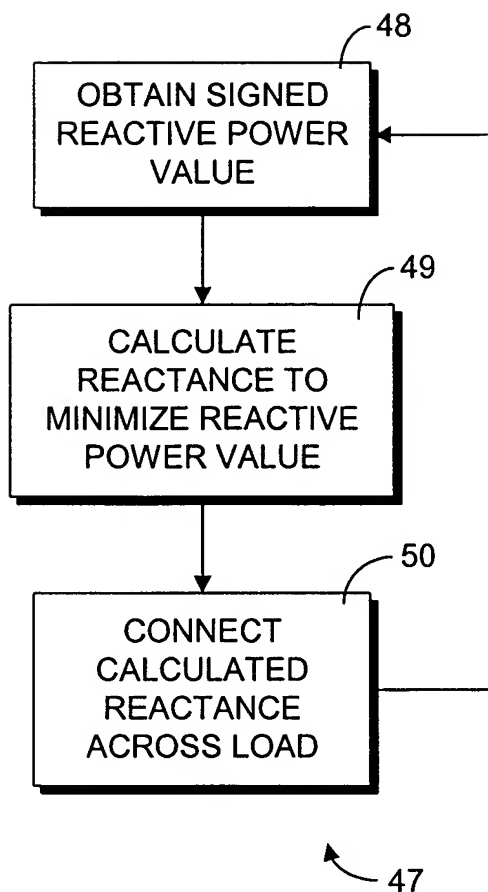 48
OBTAIN SIGNED
REACTIVE POWER
VALUE
49
CALCULATE
REACTANCE TO
MINIMIZE REACTIVE
POWER VALUE
50
CONNECT
CALCULATED
REACTANCE
ACROSS LOAD
47